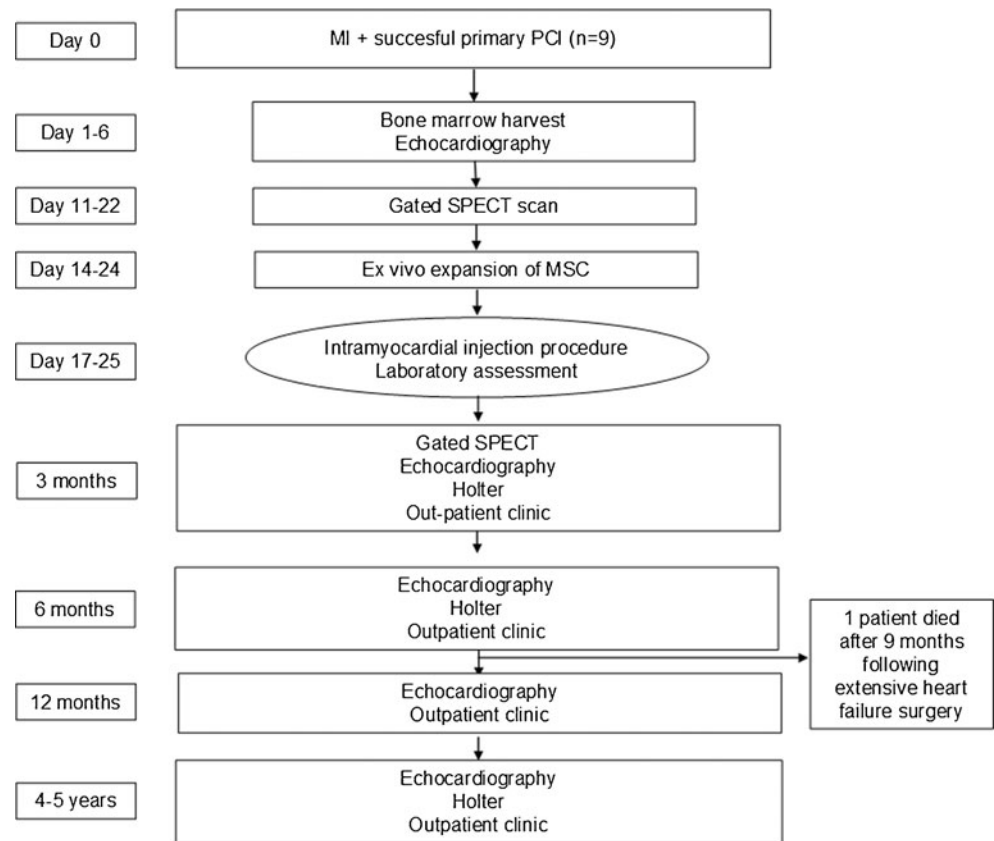 Day 0
MI + succesful primary PCI (n=9)
Day 1-6
Bone marrow harvest
Echocardiography
Day 11-22
Gated SPECT scan
Day 14-24
Ex vivo expansion of MSC
Day 17-25
Intramyocardial injection procedure
Laboratory assessment
3 months
Gated SPECT
Echocardiography
Holter
Out-patient clinic
6 months
Echocardiography
Holter
Outpatient clinic
1 patient died
after 9 months
following
extensive heart
failure surgery
12 months
Echocardiography
Outpatient clinic
4-5 years
Echocardiography
Holter
Outpatient clinic